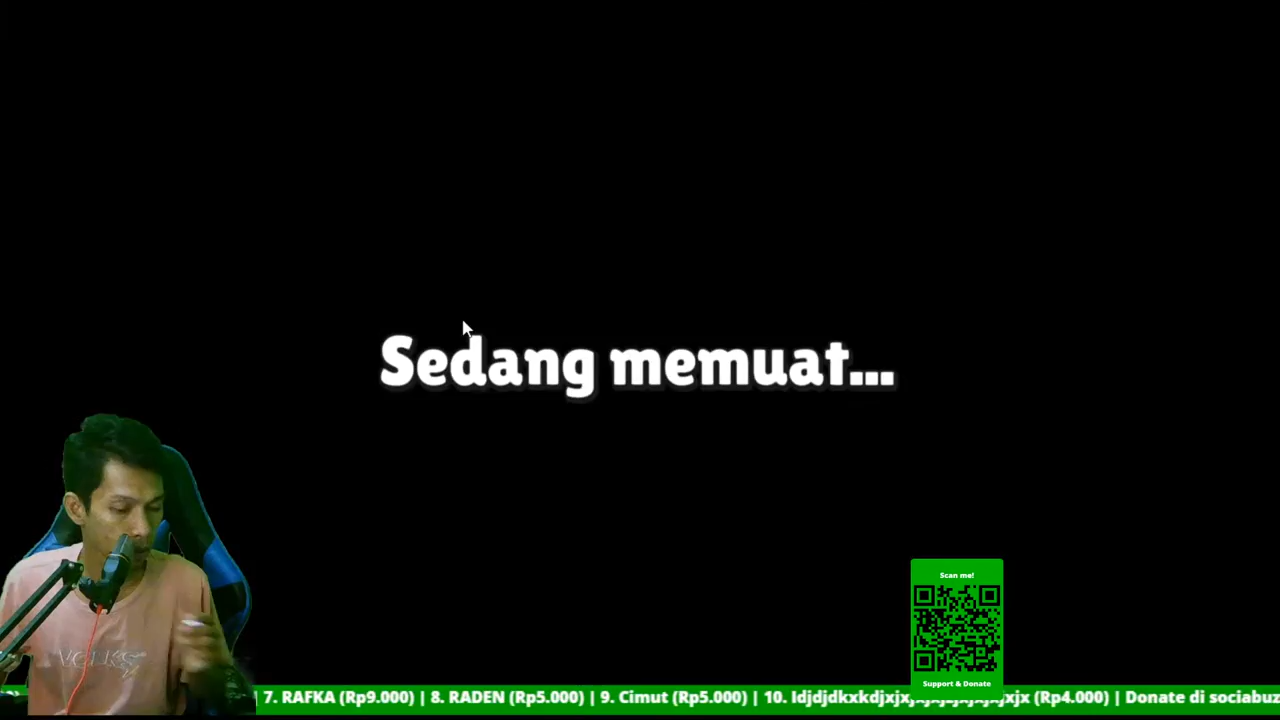 Sedang memuat...
Scan me!
Support & Donate
| 7. RAFKA (Rp9.000) | 8. RADEN (Rp5.000) | 9. Cimut (Rp5.000) | 10. (Rp4.000) | Donate di sociabuz